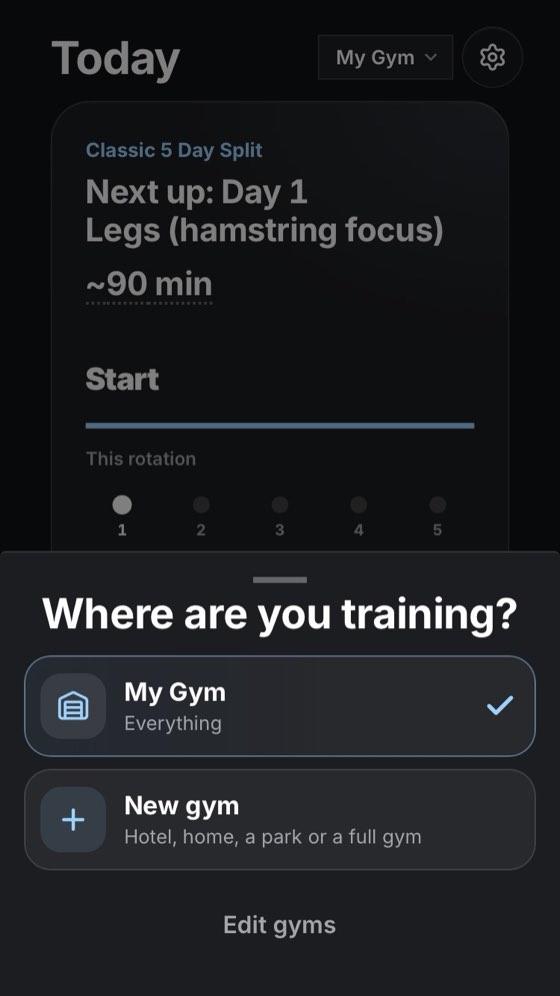 Today
My Gym
Classic 5 Day Split
Next up: Day 1
Legs (hamstring focus)
~90 min
Start
This rotation
1 2 3 4 5
Where are you training?
My Gym
Everything
New gym
Hotel, home, a park or a full gym
Edit gyms